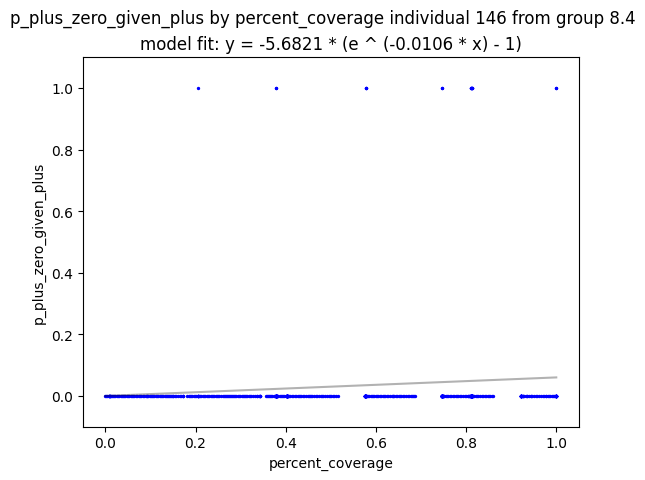 p_plus_zero_given_plus by percent_coverage individual 146 from group 8.4
model fit: y = -5.6821 * (e ^ (-0.0106 * x) - 1)
1.0
0.8
0.6
0.4
0.2
0.0
p_plus_zero_given_plus
0.0 0.2 0.4 0.6 0.8 1.0
percent_coverage